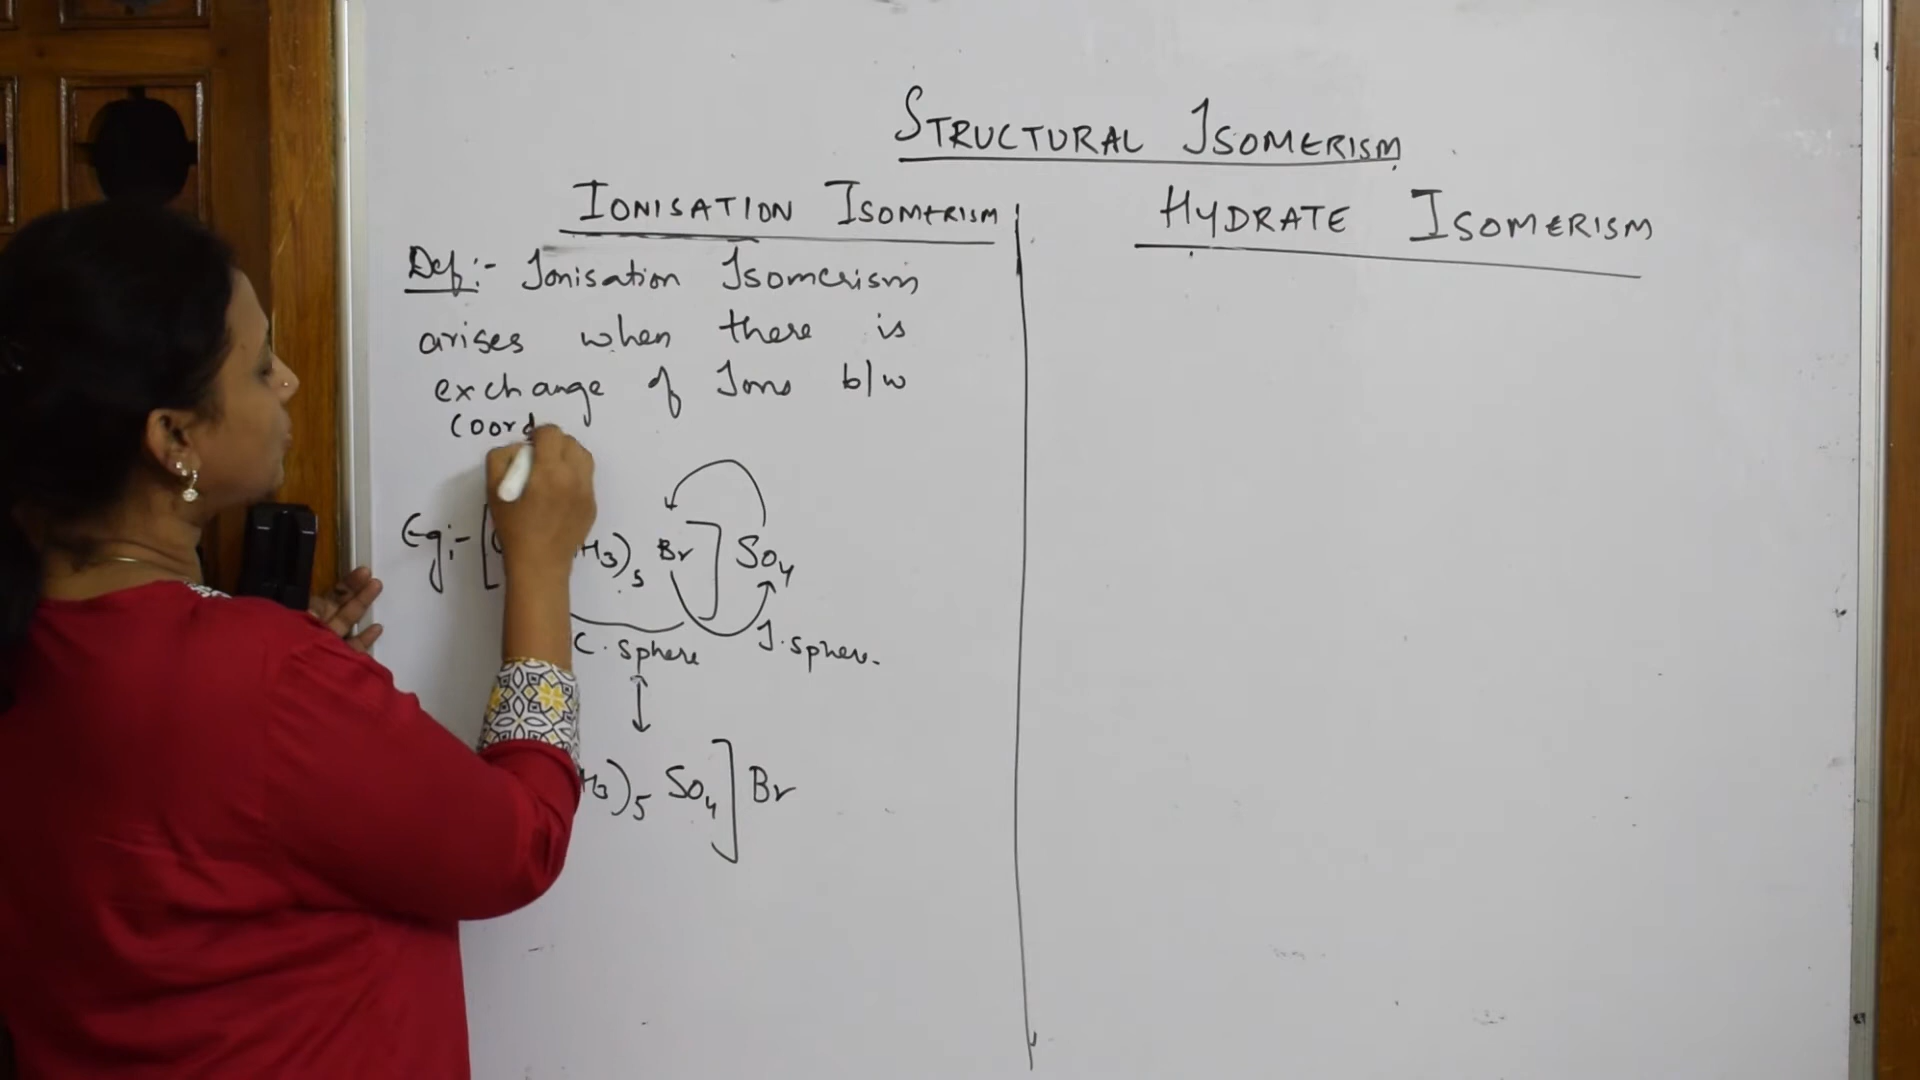 STRUCTURAL ISOMERISM
IONISATION ISOMERISM
Def:- Ionisation Isomerism
arises when there is
exchange of Ions b/w
Coord
Eg:- [ H3)5 Br] SO4
C. sphere I. sphere.
H3)5 SO4] Br
HYDRATE ISOMERISM